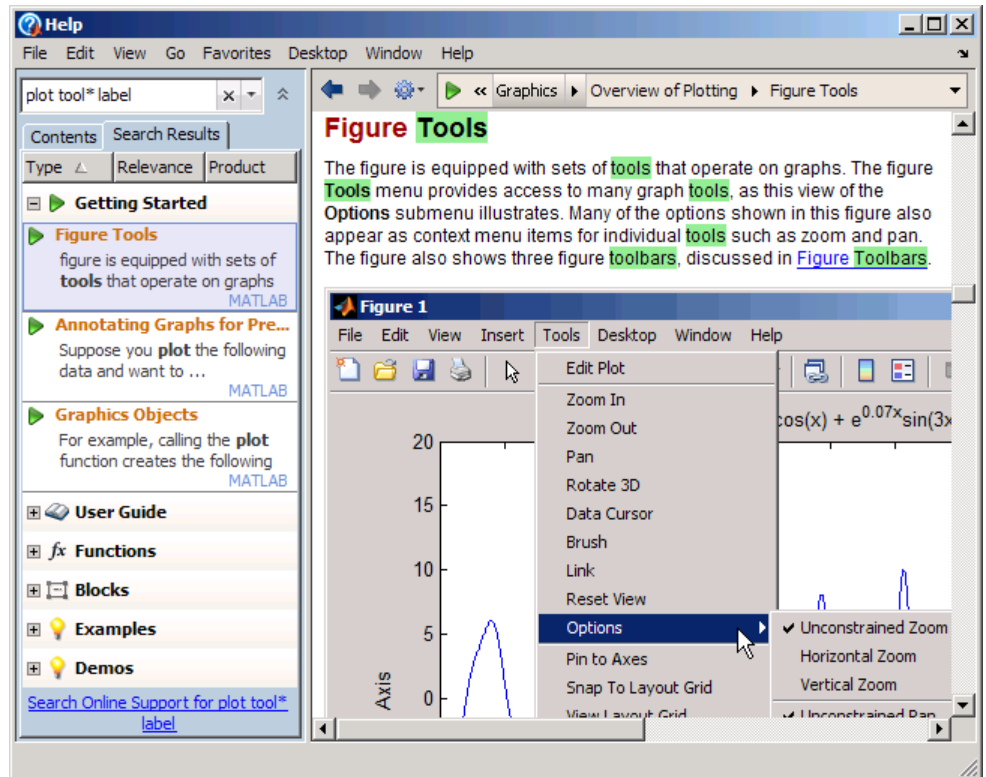 Help
File Edit View Go Favorites Desktop Window Help
plot tool* label
Contents Search Results
Type Relevance Product
Getting Started
Figure Tools
figure is equipped with sets of
tools that operate on graphs
MATLAB
Annotating Graphs for Pre...
Suppose you plot the following
data and want to ...
MATLAB
Graphics Objects
For example, calling the plot
function creates the following
MATLAB
User Guide
fx Functions
Blocks
Examples
Demos
Search Online Support for plot tool*
label
« Graphics Overview of Plotting Figure Tools
Figure Tools
The figure is equipped with sets of tools that operate on graphs. The figure
Tools menu provides access to many graph tools, as this view of the
Options submenu illustrates. Many of the options shown in this figure also
appear as context menu items for individual tools such as zoom and pan.
The figure also shows three figure toolbars, discussed in Figure Toolbars.
Figure 1
File Edit View Insert Tools Desktop Window Help
cos(x) + e^0.07x sin(3x
20
15
10
5
0
Axis
Edit Plot
Zoom In
Zoom Out
Pan
Rotate 3D
Data Cursor
Brush
Link
Reset View
Options
Pin to Axes
Snap To Layout Grid
View Layout Grid
Unconstrained Zoom
Horizontal Zoom
Vertical Zoom
Unconstrained Pan